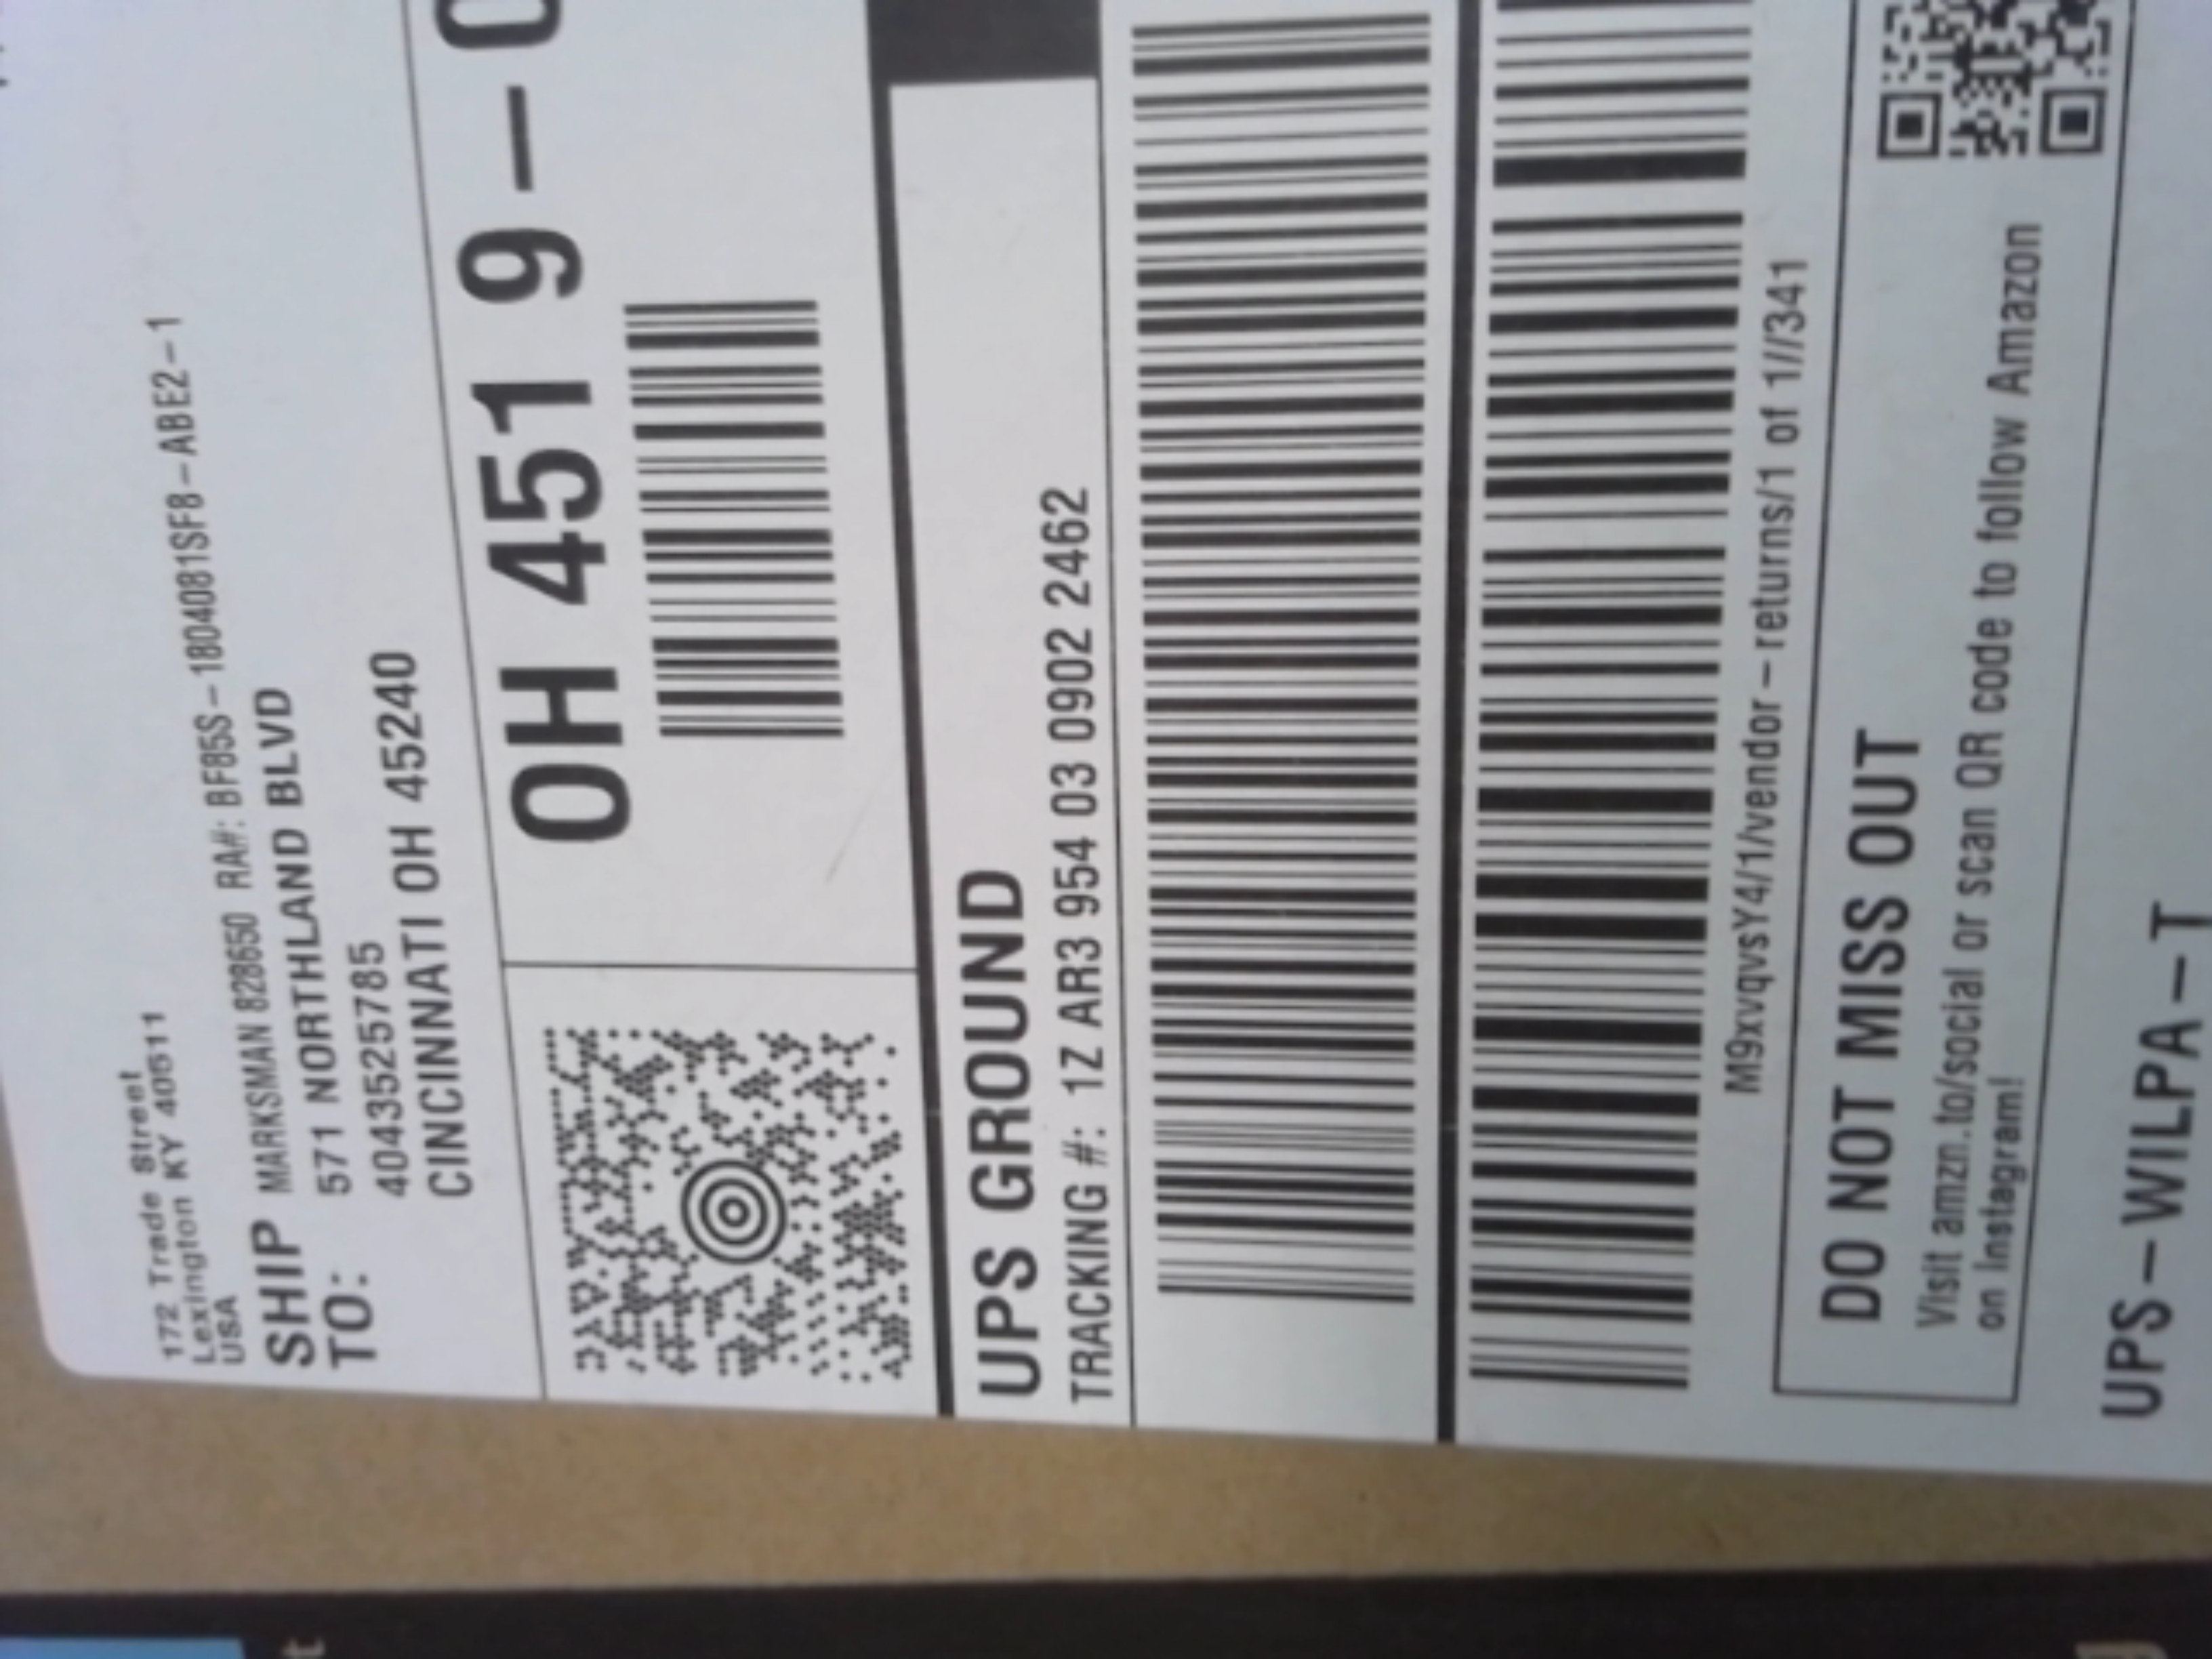 172 Trade Street
Lexington KY 40511
USA
SHIP
TO:
MARKSMAN 828650 RA#: BF85S-1804081SF8-ABE2-1
571 NORTHLAND BLVD
4043525785
CINCINNATI OH 45240
OH 451 9-0
UPS GROUND
TRACKING #: 1Z AR3 954 03 0902 2462
M9xvqvsY4/1/vendor-returns/1 of 1//341
DO NOT MISS OUT
Visit amzn.to/social or scan QR code to follow Amazon
on Instagram!
UPS-WILPA-T
t